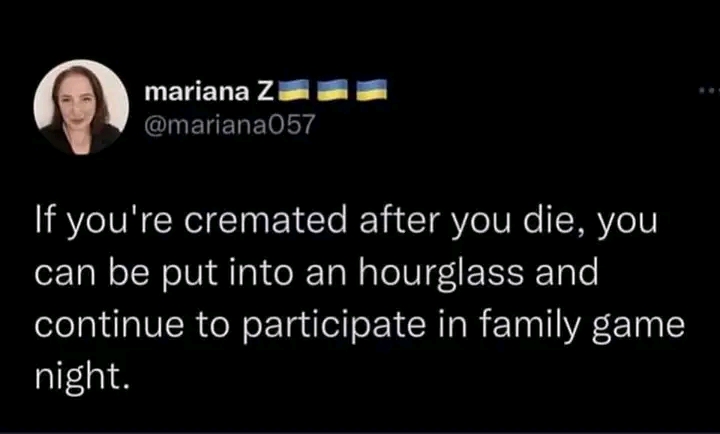 mariana Z🇺🇦🇺🇦🇺🇦
@mariana057
If you're cremated after you die, you
can be put into an hourglass and
continue to participate in family game
night.